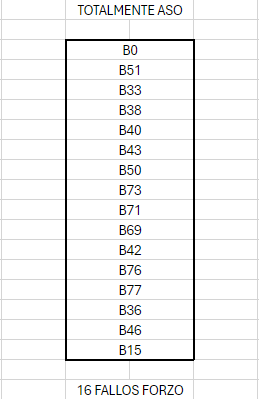 TOTALMENTE ASO
B0
B51
B33
B38
B40
B43
B50
B73
B71
B69
B42
B76
B77
B36
B46
B15
16 FALLOS FORZO